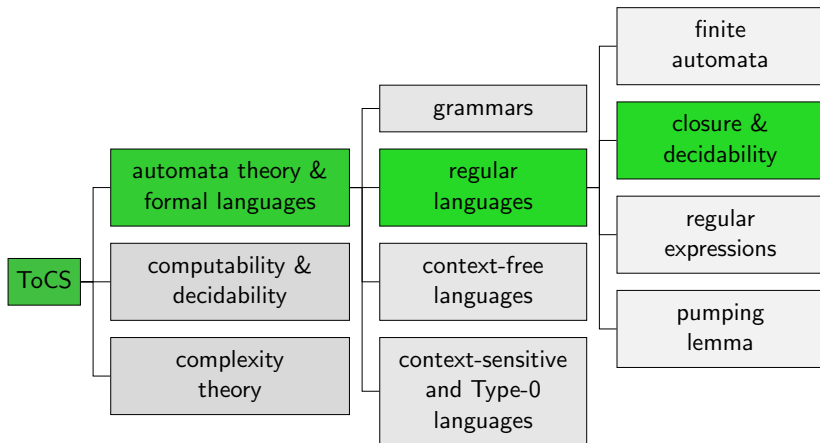 ToCS
automata theory &
formal languages
computability &
decidability
complexity
theory
grammars
regular
languages
context-free
languages
context-sensitive
and Type-0
languages
finite
automata
closure &
decidability
regular
expressions
pumping
lemma